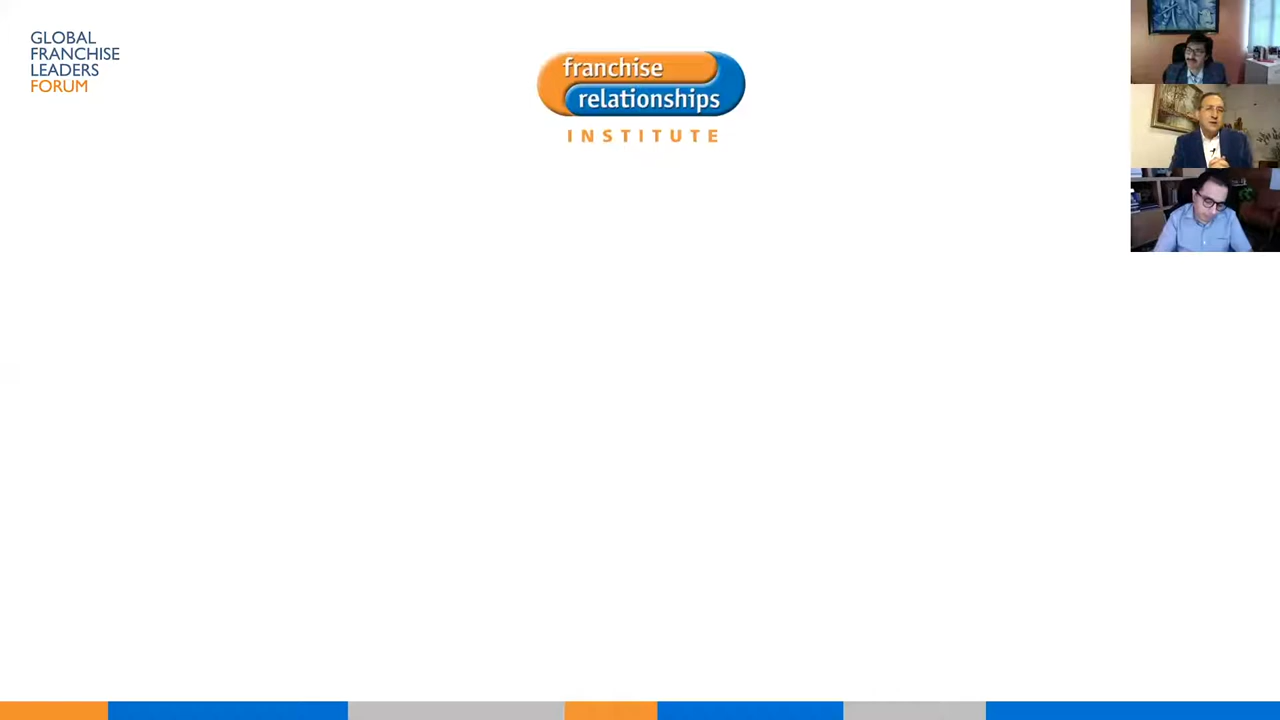 GLOBAL
FRANCHISE
LEADERS
FORUM
franchise
relationships
INSTITUTE